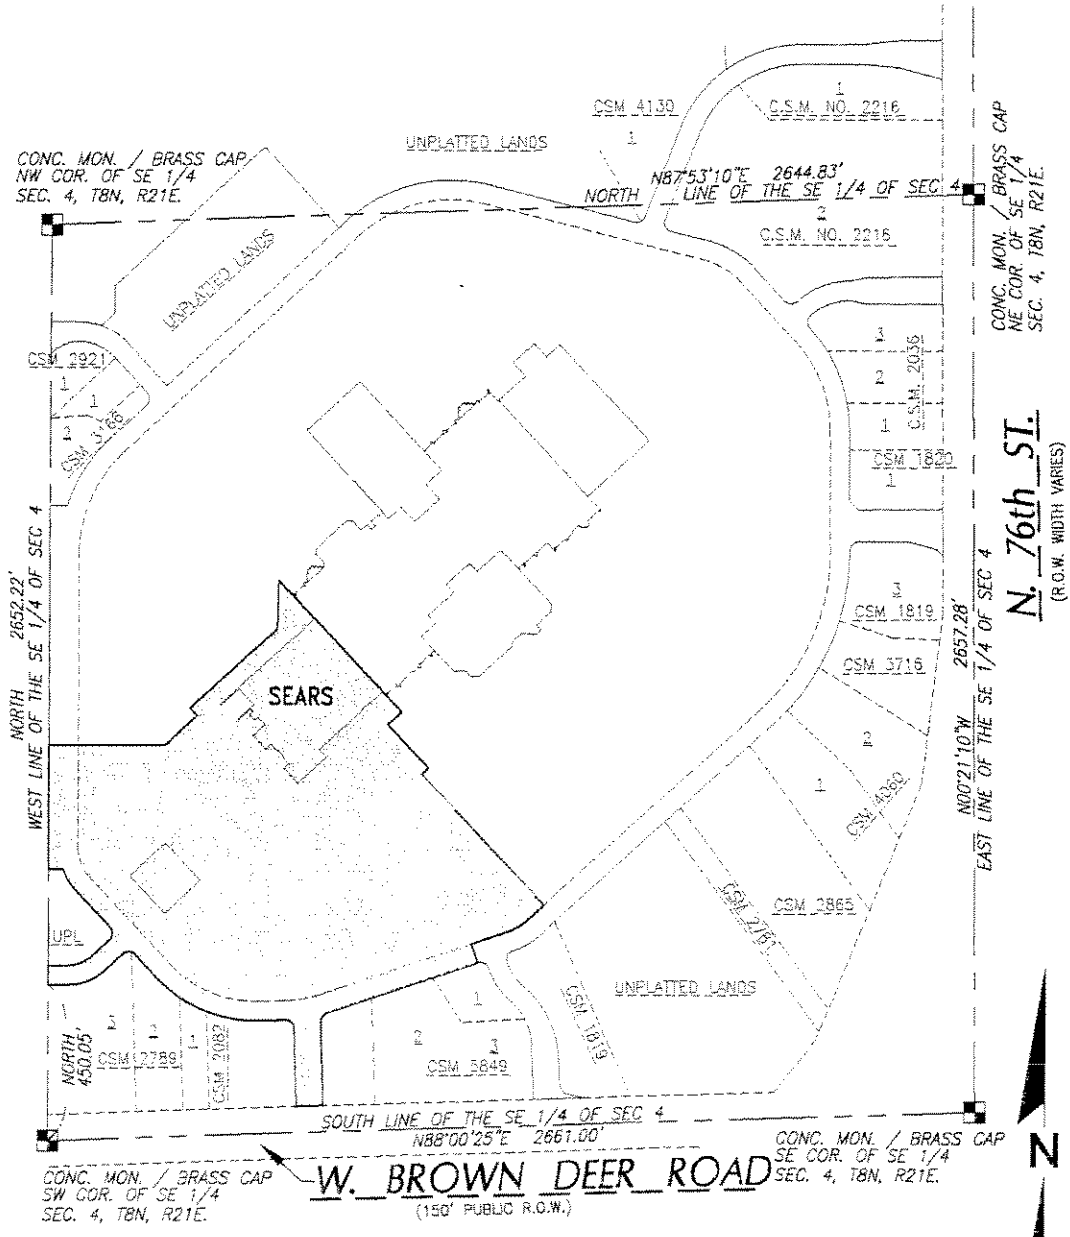 CSM 4130
1
1
C.S.M. NO. 2216
UNPLATTED LANDS
CONC. MON. / BRASS CAP
NW COR. OF SE 1/4
SEC. 4, T8N, R21E.
N87°53'10"E 2644.83'
NORTH LINE OF THE SE 1/4 OF SEC 4
CONC. MON. / BRASS CAP
NE COR. OF SE 1/4
SEC. 4, T8N, R21E.
2
C.S.M. NO. 2216
UNPLATTED LANDS
CSM 2921
1
1
2
CSM 3166
3
2
1
C.S.M. 2036
CSM 1820
1
N. 76th ST.
(R.O.W. WIDTH VARIES)
NORTH 2652.22'
WEST LINE OF THE SE 1/4 OF SEC 4
3
CSM 1819
CSM 3716
N00°21'10"W 2657.28'
EAST LINE OF THE SE 1/4 OF SEC 4
SEARS
2
1
CSM 4060
CSM 2865
CSM 2781
UPL
UNPLATTED LANDS
CSM 1819
NORTH
450.05'
2
CSM 2789
1
CSM 2082
1
2
3
CSM 3849
SOUTH LINE OF THE SE 1/4 OF SEC 4
N88°00'25"E 2661.00'
CONC. MON. / BRASS CAP
SW COR. OF SE 1/4
SEC. 4, T8N, R21E.
W. BROWN DEER ROAD
(150' PUBLIC R.O.W.)
CONC. MON. / BRASS CAP
SE COR. OF SE 1/4
SEC. 4, T8N, R21E.
N